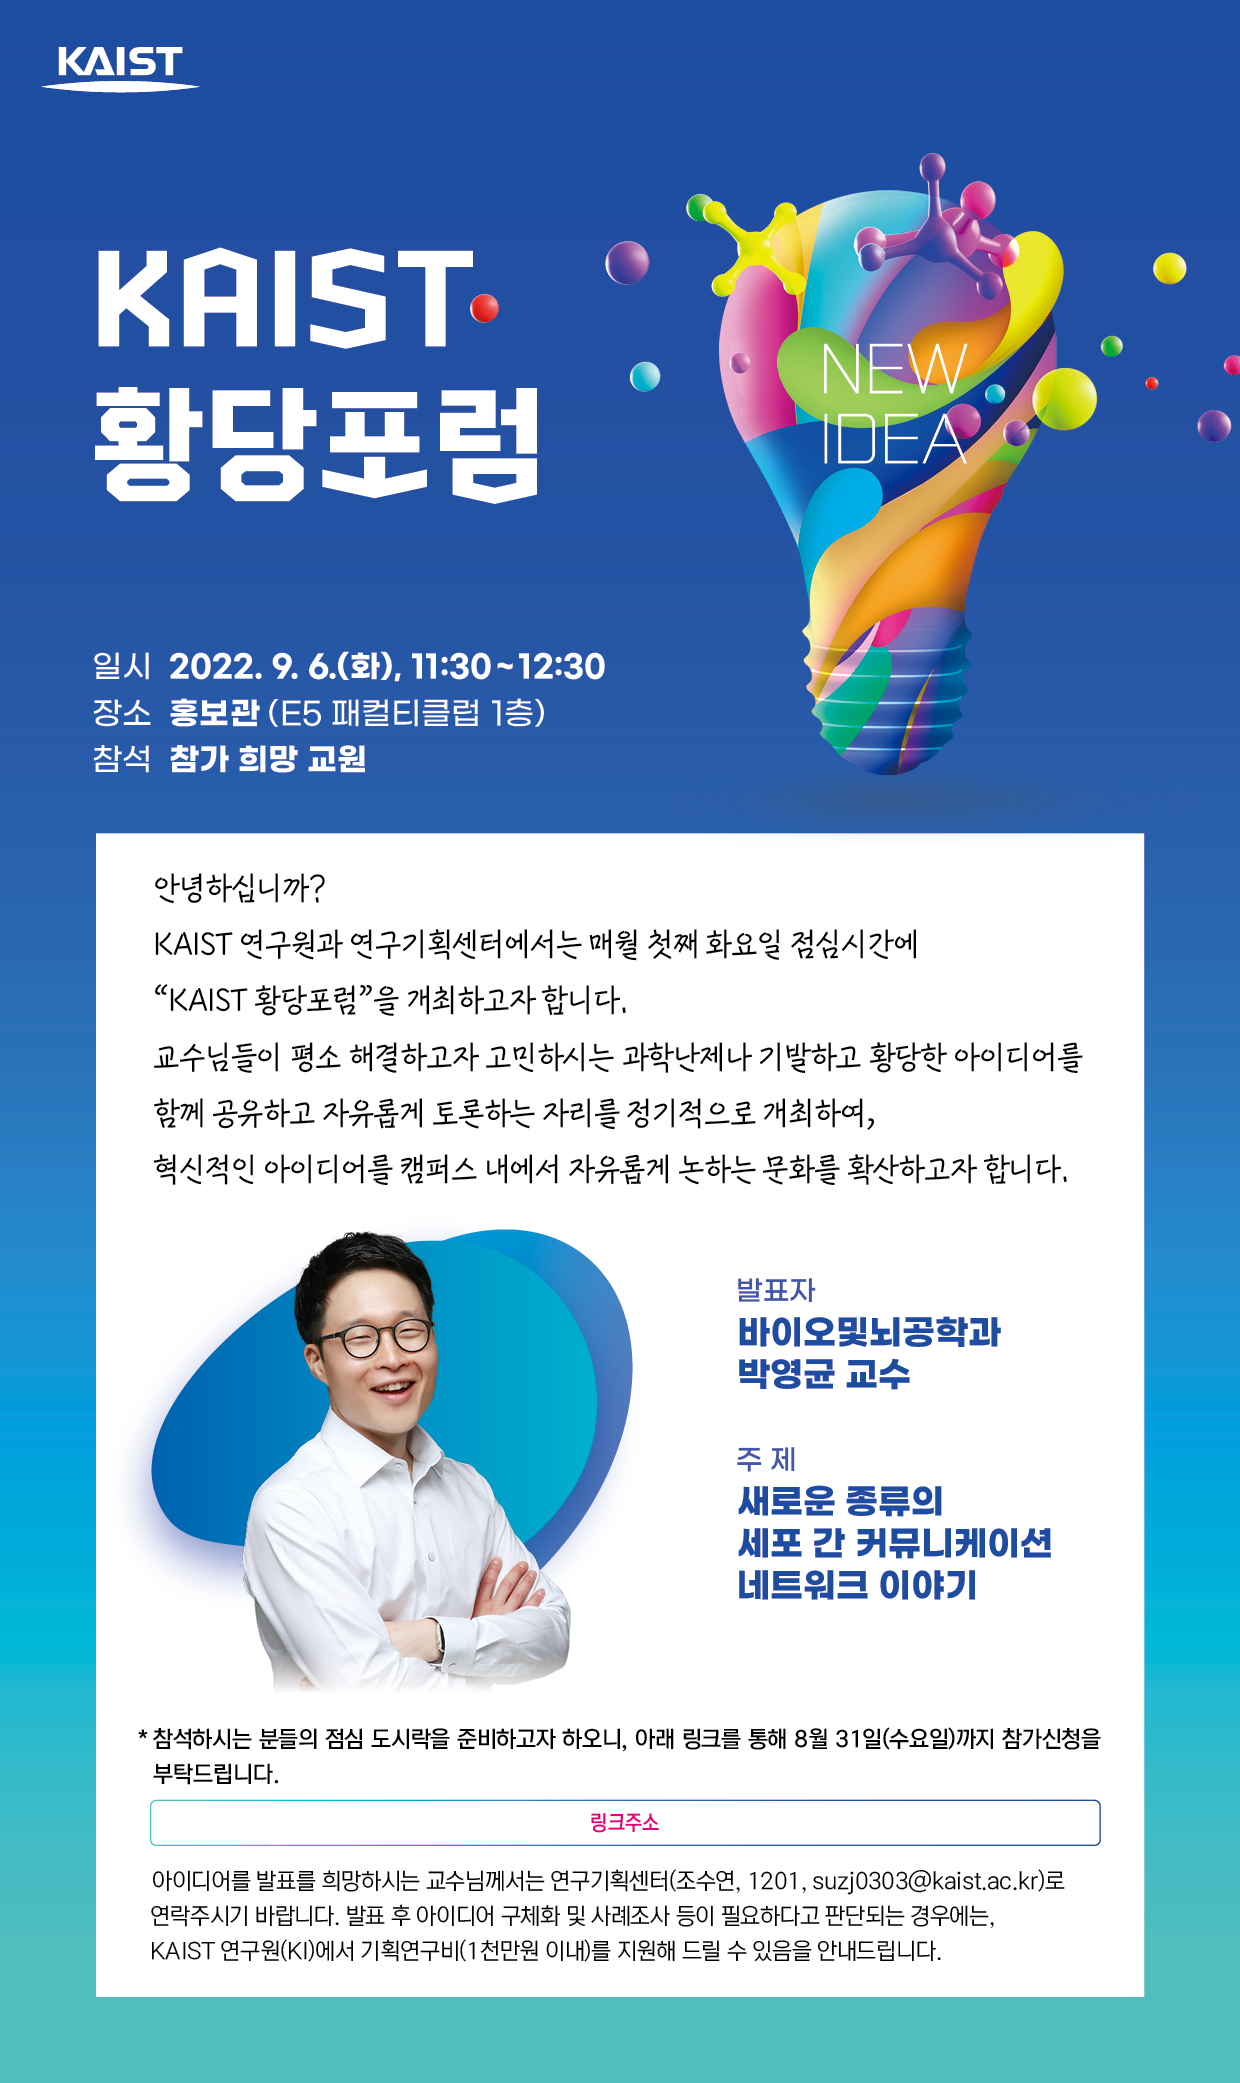 KAIST
KAIST
황당포럼
NEW
IDEA
일시 2022. 9. 6.(화), 11:30~12:30
장소 홍보관 (E5 패컬티클럽 1층)
참석 참가 희망 교원
안녕하십니까?
KAIST 연구원과 연구기획센터에서는 매월 첫째 화요일 점심시간에
“KAIST 황당포럼”을 개최하고자 합니다.
교수님들이 평소 해결하고자 고민하시는 과학난제나 기발하고 황당한 아이디어를
함께 공유하고 자유롭게 토론하는 자리를 정기적으로 개최하여,
혁신적인 아이디어를 캠퍼스 내에서 자유롭게 논하는 문화를 확산하고자 합니다.
발표자
바이오및뇌공학과
박영균 교수
주 제
새로운 종류의
세포 간 커뮤니케이션
네트워크 이야기
* 참석하시는 분들의 점심 도시락을 준비하고자 하오니, 아래 링크를 통해 8월 31일(수요일)까지 참가신청을
부탁드립니다.
링크주소
아이디어를 발표를 희망하시는 교수님께서는 연구기획센터(조수연, 1201, suzj0303@kaist.ac.kr)로
연락주시기 바랍니다. 발표 후 아이디어 구체화 및 사례조사 등이 필요하다고 판단되는 경우에는,
KAIST 연구원(KI)에서 기획연구비(1천만원 이내)를 지원해 드릴 수 있음을 안내드립니다.